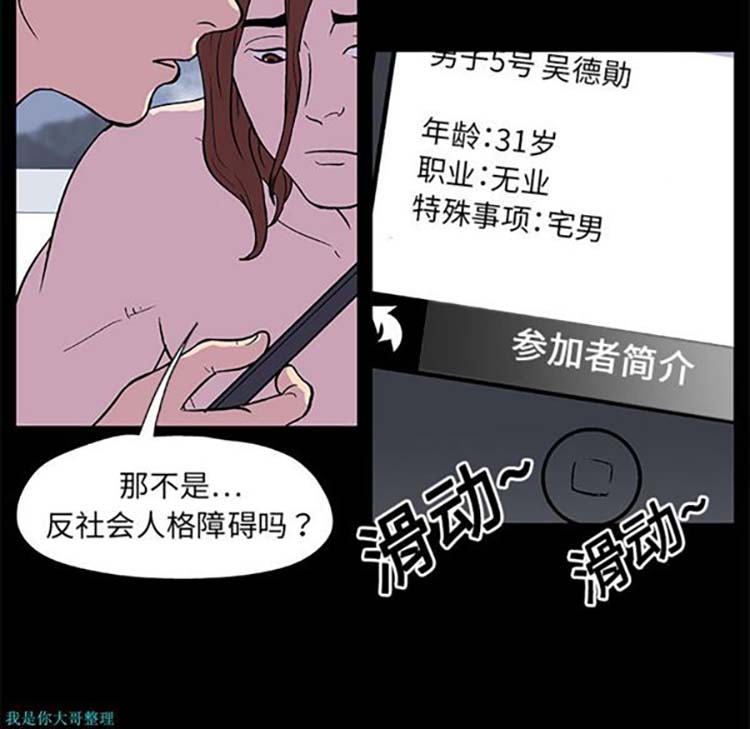 男子5号 吴德勋
年龄:31岁
职业:无业
特殊事项:宅男
参加者简介
那不是...
反社会人格障碍吗?
滑动~
滑动~
我是你大哥整理